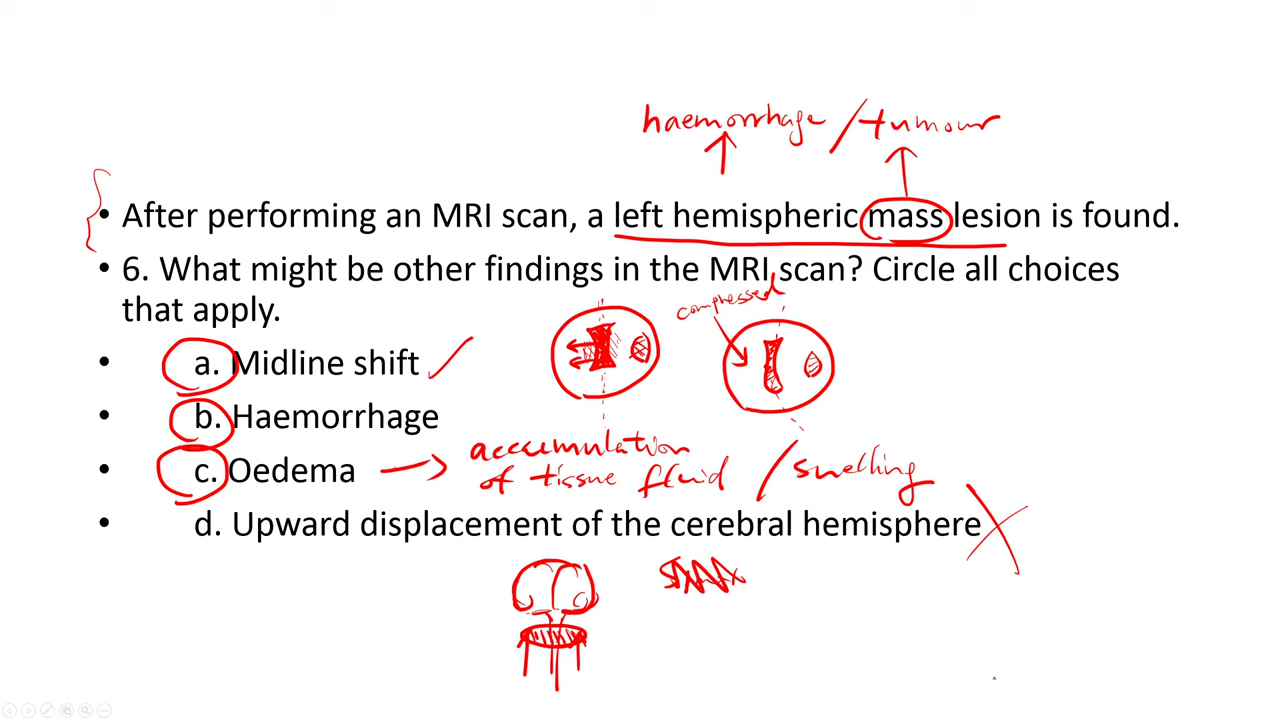 haemorrhage / tumour
• After performing an MRI scan, a left hemispheric mass lesion is found.
• 6. What might be other findings in the MRI scan? Circle all choices
that apply.
compressed
• a. Midline shift
• b. Haemorrhage
• c. Oedema → accumulation
of tissue fluid / swelling
• d. Upward displacement of the cerebral hemisphere